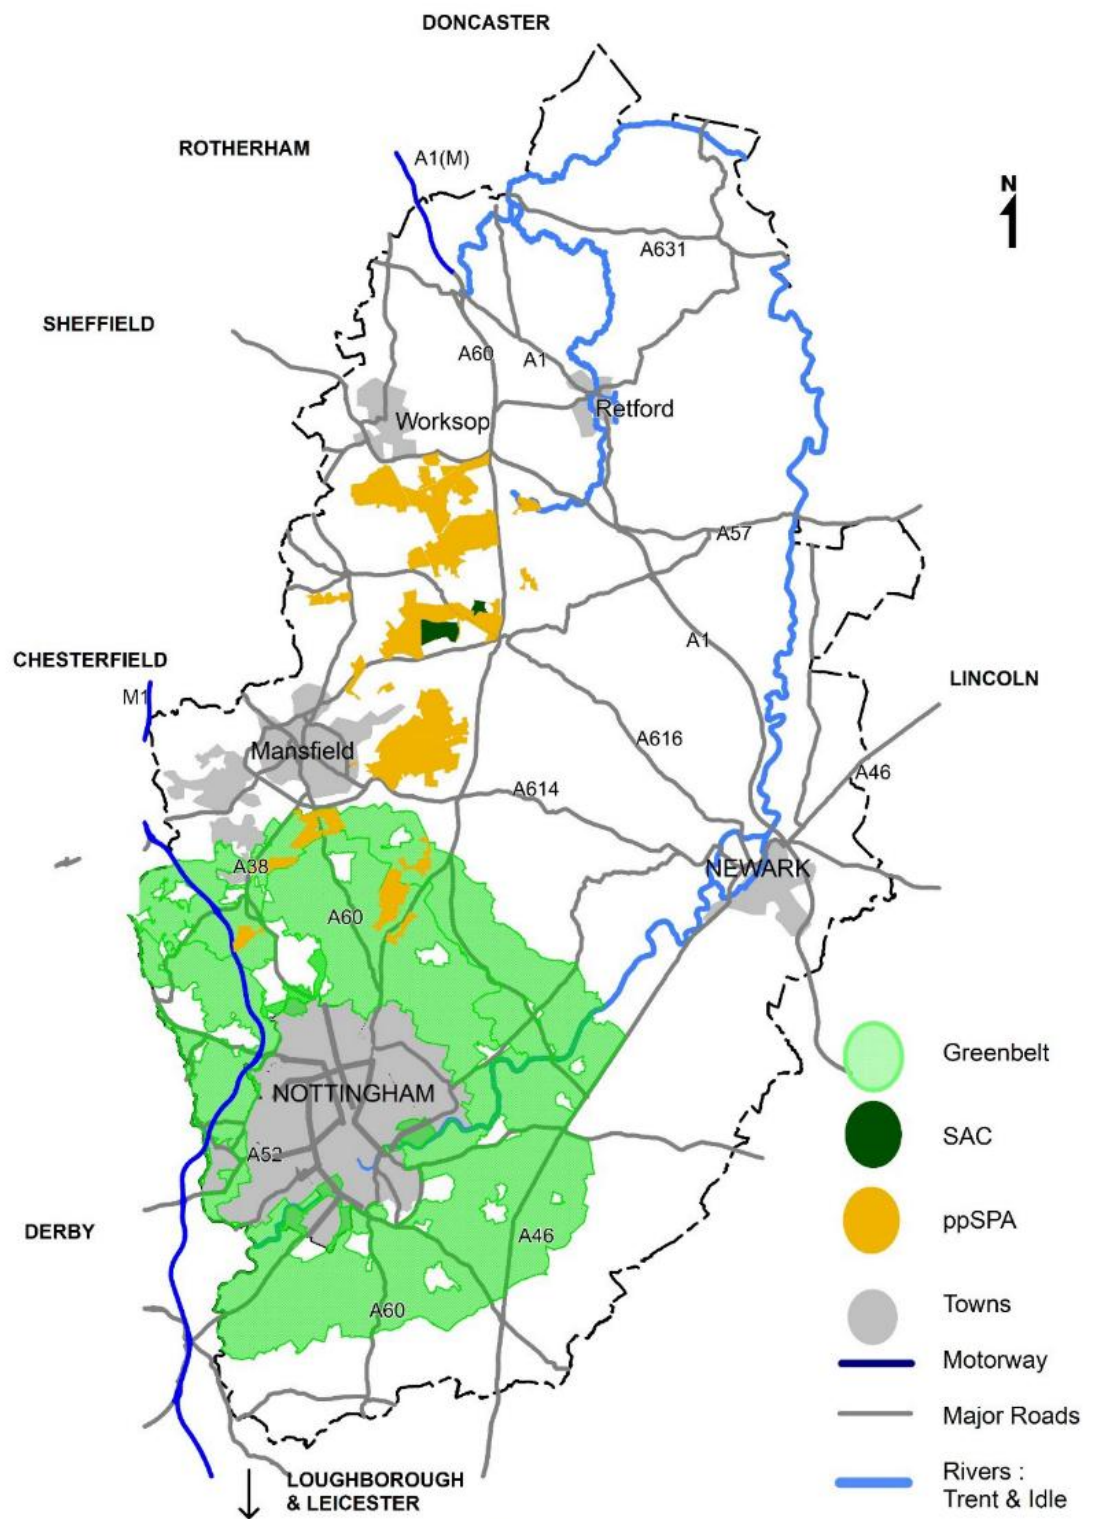 DONCASTER
ROTHERHAM
A1(M)
N
A631
SHEFFIELD
A60
A1
Worksop
Retford
A57
A1
CHESTERFIELD
M1
LINCOLN
A616
Mansfield
A46
A614
A38
NEWARK
A60
Greenbelt
NOTTINGHAM
SAC
A52
ppSPA
DERBY
A46
A60
Towns
Motorway
Major Roads
Rivers :
Trent & Idle
LOUGHBOROUGH
& LEICESTER